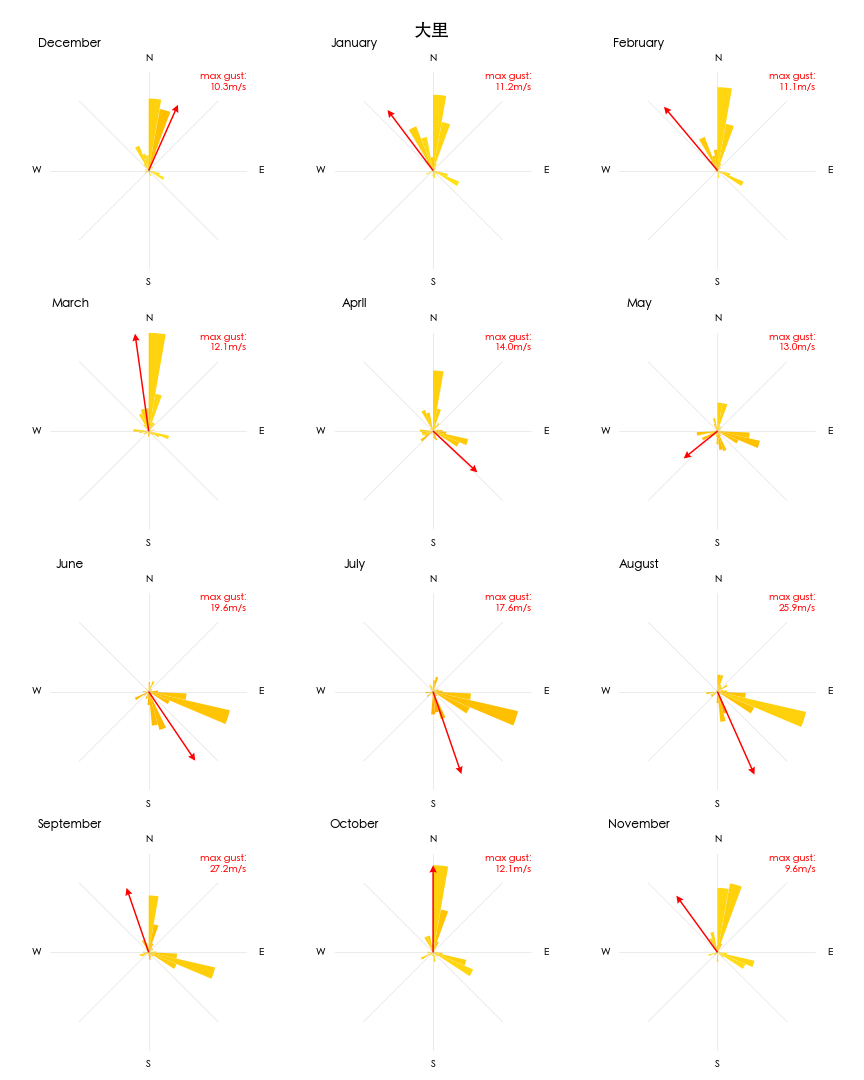 大里
December
N
max gust:
10.3m/s
W
E
S
January
N
max gust:
11.2m/s
W
E
S
February
N
max gust:
11.1m/s
W
E
S
March
N
max gust:
12.1m/s
W
E
S
April
N
max gust:
14.0m/s
W
E
S
May
N
max gust:
13.0m/s
W
E
S
June
N
max gust:
19.6m/s
W
E
S
July
N
max gust:
17.6m/s
W
E
S
August
N
max gust:
25.9m/s
W
E
S
September
N
max gust:
27.2m/s
W
E
S
October
N
max gust:
12.1m/s
W
E
S
November
N
max gust:
9.6m/s
W
E
S